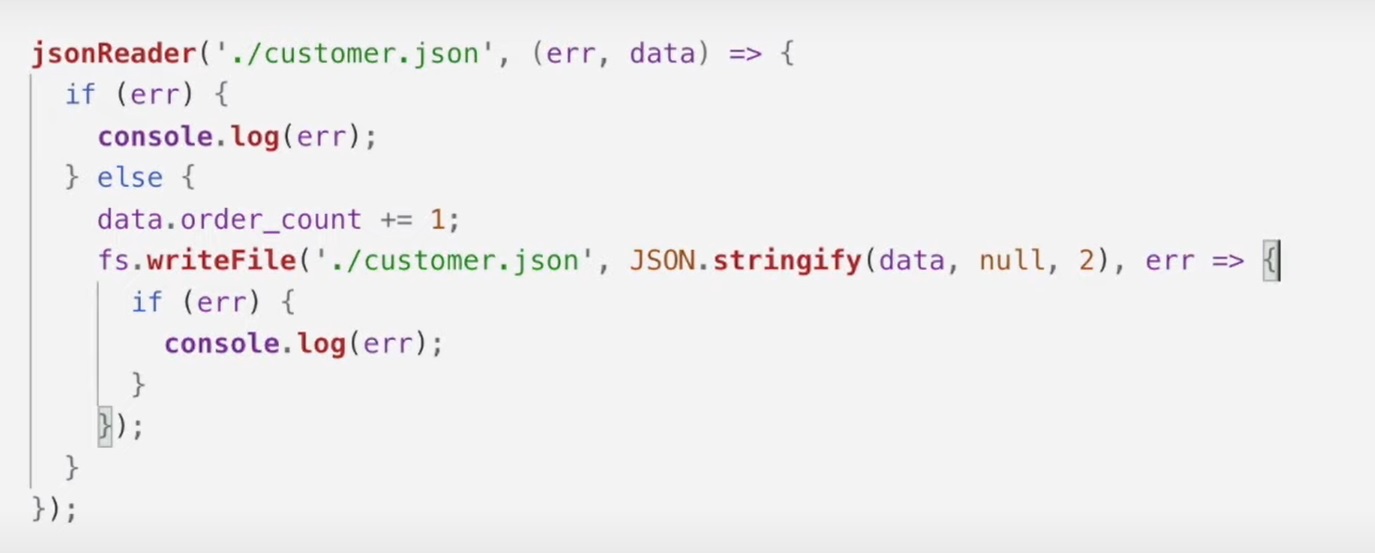 jsonReader('./customer.json', (err, data) => {
  if (err) {
    console.log(err);
  } else {
    data.order_count += 1;
    fs.writeFile('./customer.json', JSON.stringify(data, null, 2), err => {
      if (err) {
        console.log(err);
      }
    });
  }
});